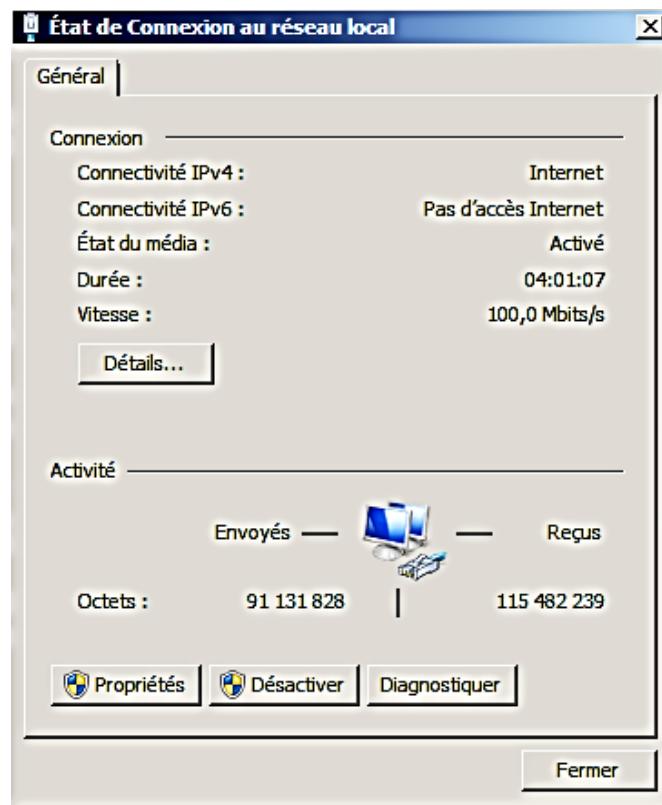 État de Connexion au réseau local
Général
Connexion
Connectivité IPv4 : Internet
Connectivité IPv6 : Pas d'accès Internet
État du média : Activé
Durée : 04:01:07
Vitesse : 100,0 Mbits/s
Détails...
Activité
Envoyés — — Reçus
Octets : 91 131 828 | 115 482 239
Propriétés Désactiver Diagnostiquer
Fermer